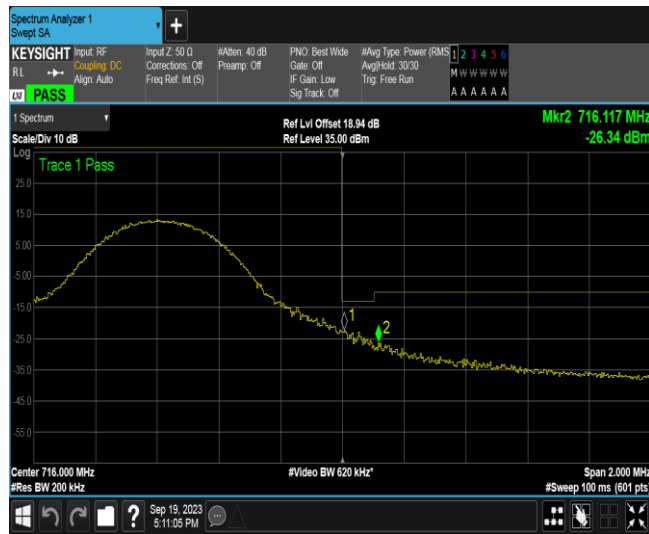 Spectrum Analyzer 1
Swept SA
+
KEYSIGHT
RL
LXI
PASS
Input: RF
Coupling: DC
Align: Auto
Input Z: 50 Ω
Corrections: Off
Freq Ref: Int (S)
#Atten: 40 dB
Preamp: Off
PNO: Best Wide
Gate: Off
IF Gain: Low
Sig Track: Off
#Avg Type: Power (RMS
Avg|Hold: 30/30
Trig: Free Run
1 2 3 4 5 6
M W W W W W
A A A A A A
1 Spectrum
Scale/Div 10 dB
Log
Ref Lvl Offset 18.94 dB
Ref Level 35.00 dBm
Mkr2 716.117 MHz
-26.34 dBm
Trace 1 Pass
25.0
15.0
5.00
-5.00
-15.0
-25.0
-35.0
-45.0
-55.0
1
2
Center 716.000 MHz
#Res BW 200 kHz
#Video BW 620 kHz*
Span 2.000 MHz
#Sweep 100 ms (601 pts
?
Sep 19, 2023
5:11:05 PM